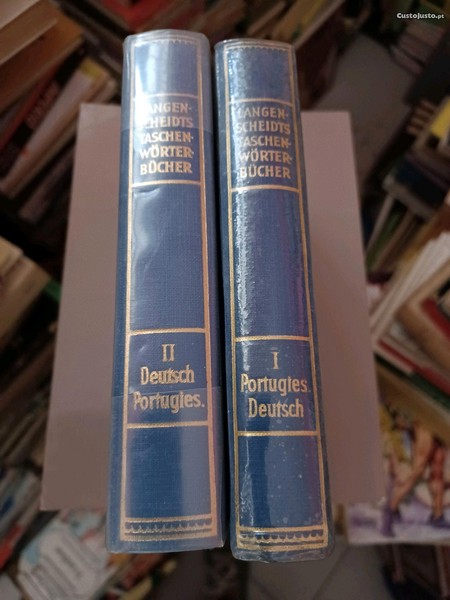 CustoJusto.pt
LANGEN-
SCHEIDTS
TASCHEN-
WÖRTER-
BÜCHER
II
Deutsch
Portugies.
LANGEN-
SCHEIDTS
TASCHEN-
WÖRTER-
BÜCHER
I
Portugies.
Deutsch